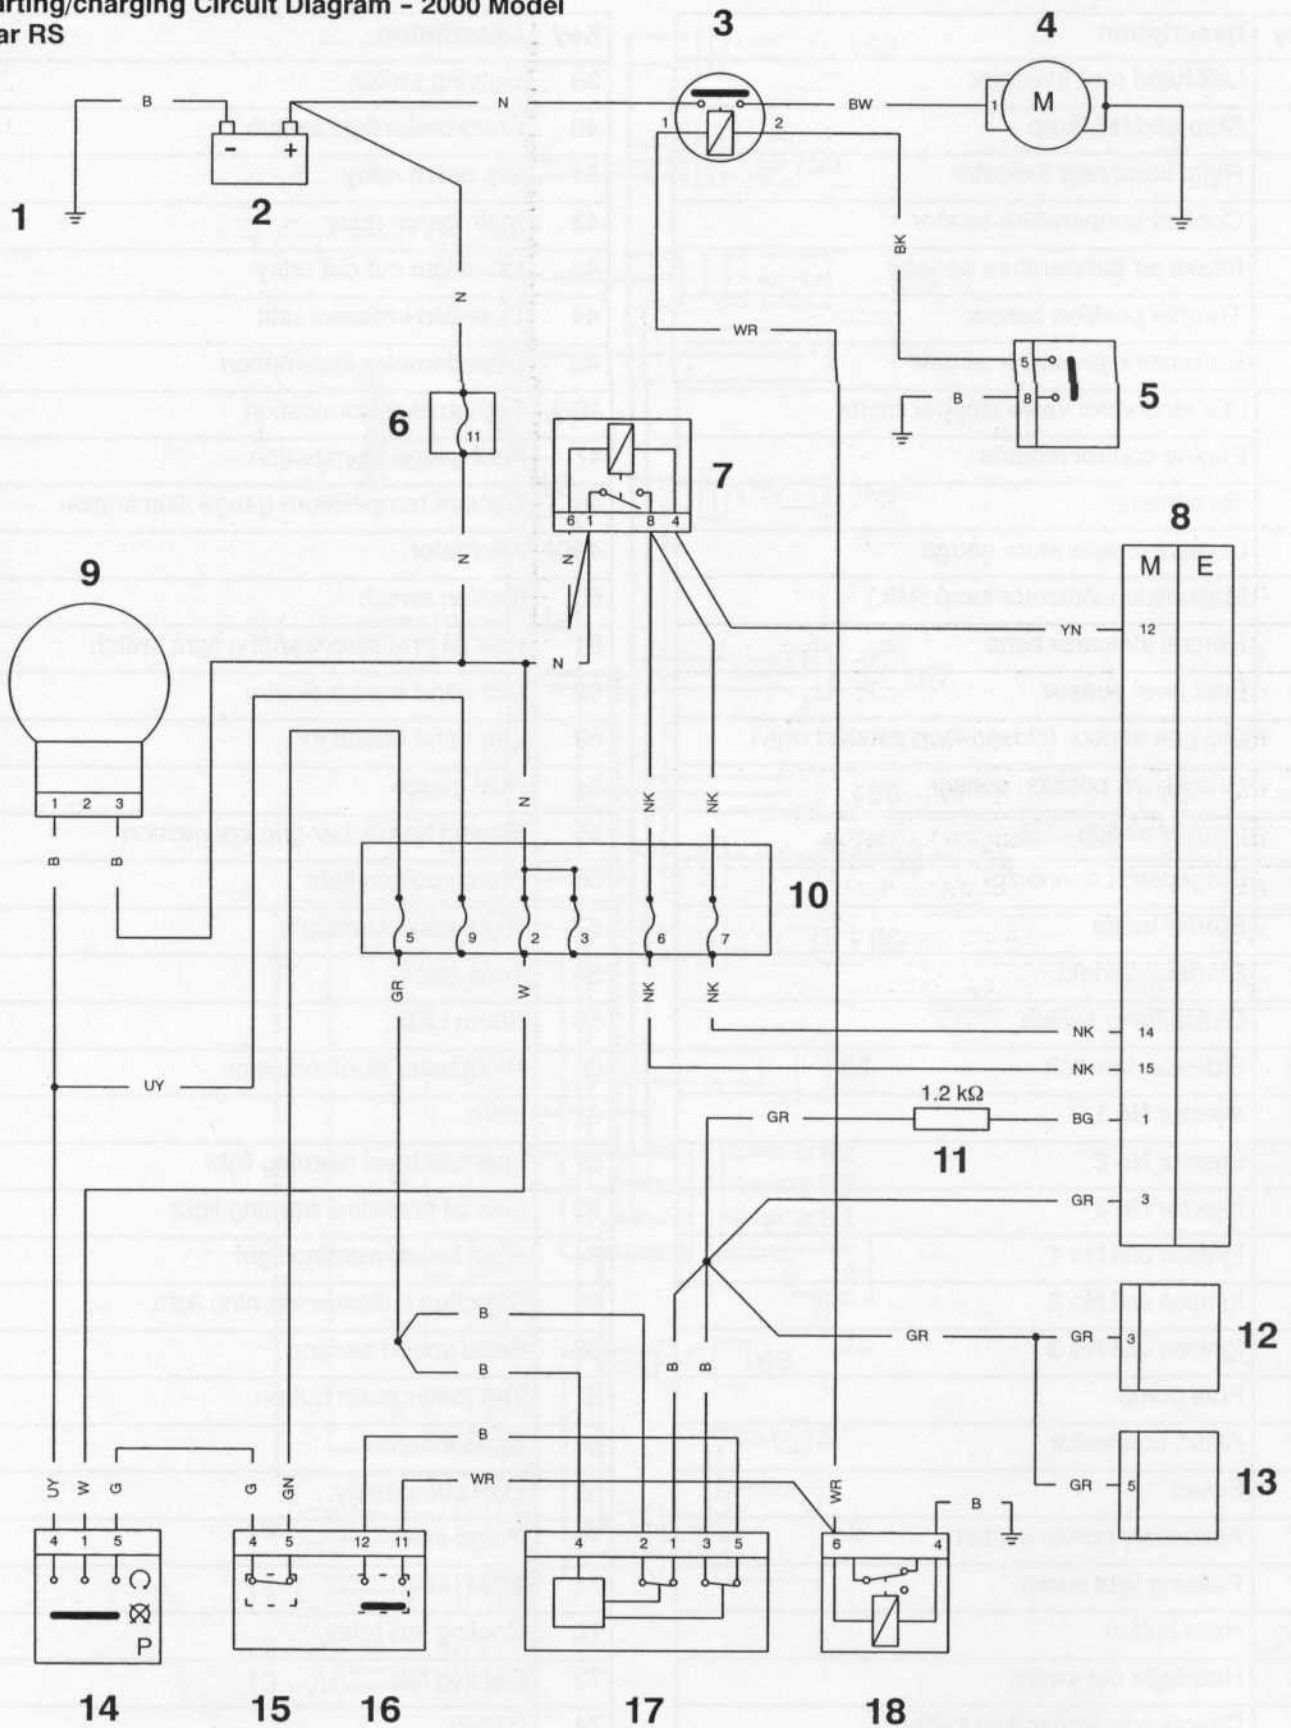 arting/charging Circuit Diagram – 2000 Model
ar RS
3
4
B
N
BW
1
2
1
M
- +
1
2
BK
N
WR
5
8
B
5
6
11
7
6 1 8 4
8
M E
9
N
N
YN
12
N
1 2 3
N
NK
NK
B
B
10
5 9 2 3 6 7
GR
W
NK
NK
NK
14
NK
15
UY
1.2 kΩ
GR
BG
1
11
GR
3
B
B
B
B
GR
GR
3
12
B
WR
GR
5
13
UY
W
G
G
GN
WR
B
4 1 5
4 5 12 11
4 2 1 3 5
6 4
P
14
15
16
17
18